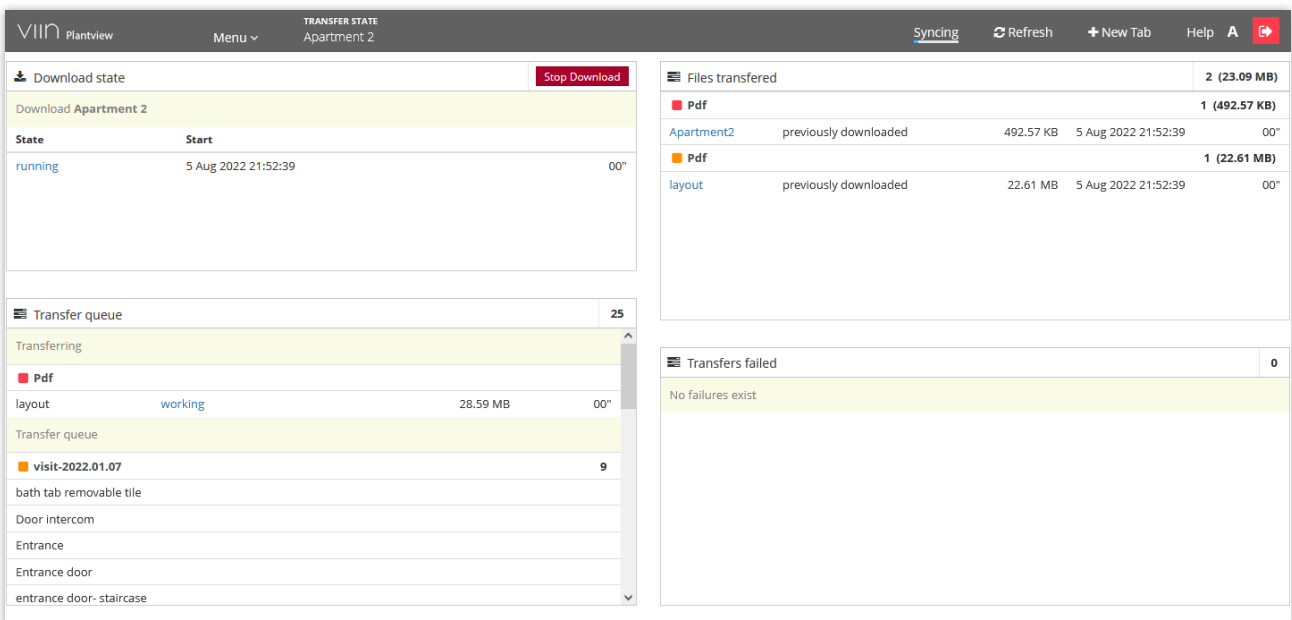 VIIN Plantview
Menu
TRANSFER STATE
Apartment 2
Syncing
Refresh
New Tab
Help
A
Download state
Stop Download
Download Apartment 2
State Start
running 5 Aug 2022 21:52:39 00"
Transfer queue 25
Transferring
Pdf
layout working 28.59 MB 00"
Transfer queue
visit-2022.01.07 9
bath tab removable tile
Door intercom
Entrance
Entrance door
entrance door- staircase
Files transfered 2 (23.09 MB)
Pdf 1 (492.57 KB)
Apartment2 previously downloaded 492.57 KB 5 Aug 2022 21:52:39 00"
Pdf 1 (22.61 MB)
layout previously downloaded 22.61 MB 5 Aug 2022 21:52:39 00"
Transfers failed 0
No failures exist